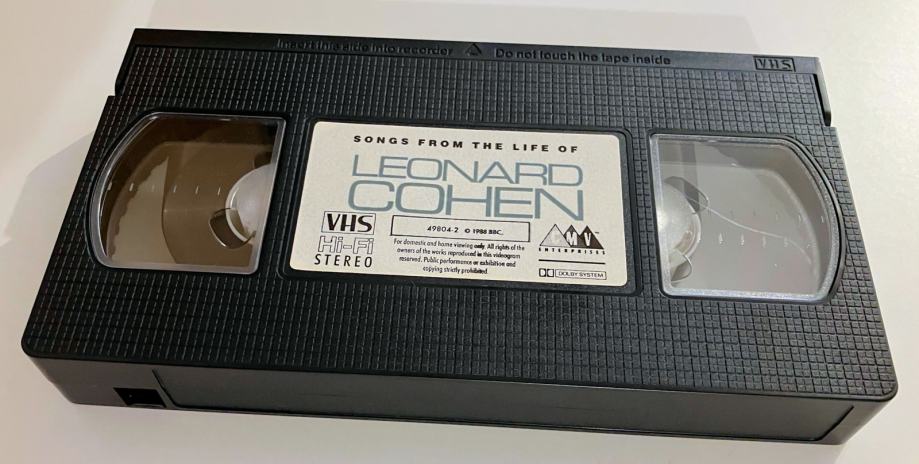 Insert this side into recorder △ Do not touch the tape inside
VHS
SONGS FROM THE LIFE OF
LEONARD
COHEN
VHS
Hi-Fi
STEREO
49804-2 © 1988 BBC.
For domestic and home viewing only. All rights of the
owners of the works reproduced in this videogram
reserved. Public performance or exhibition and
copying strictly prohibited.
CMV
ENTERPRISES
DOLBY SYSTEM